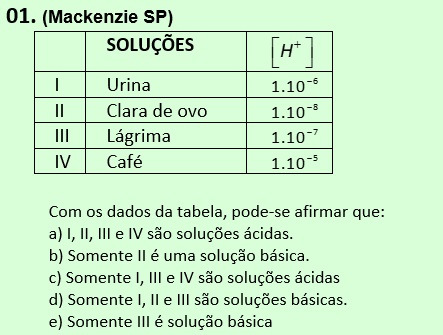 01. (Mackenzie SP)
SOLUÇÕES [H⁺]
I Urina 1.10⁻⁶
II Clara de ovo 1.10⁻⁸
III Lágrima 1.10⁻⁷
IV Café 1.10⁻⁵
Com os dados da tabela, pode-se afirmar que:
a) I, II, III e IV são soluções ácidas.
b) Somente II é uma solução básica.
c) Somente I, III e IV são soluções ácidas
d) Somente I, II e III são soluções básicas.
e) Somente III é solução básica